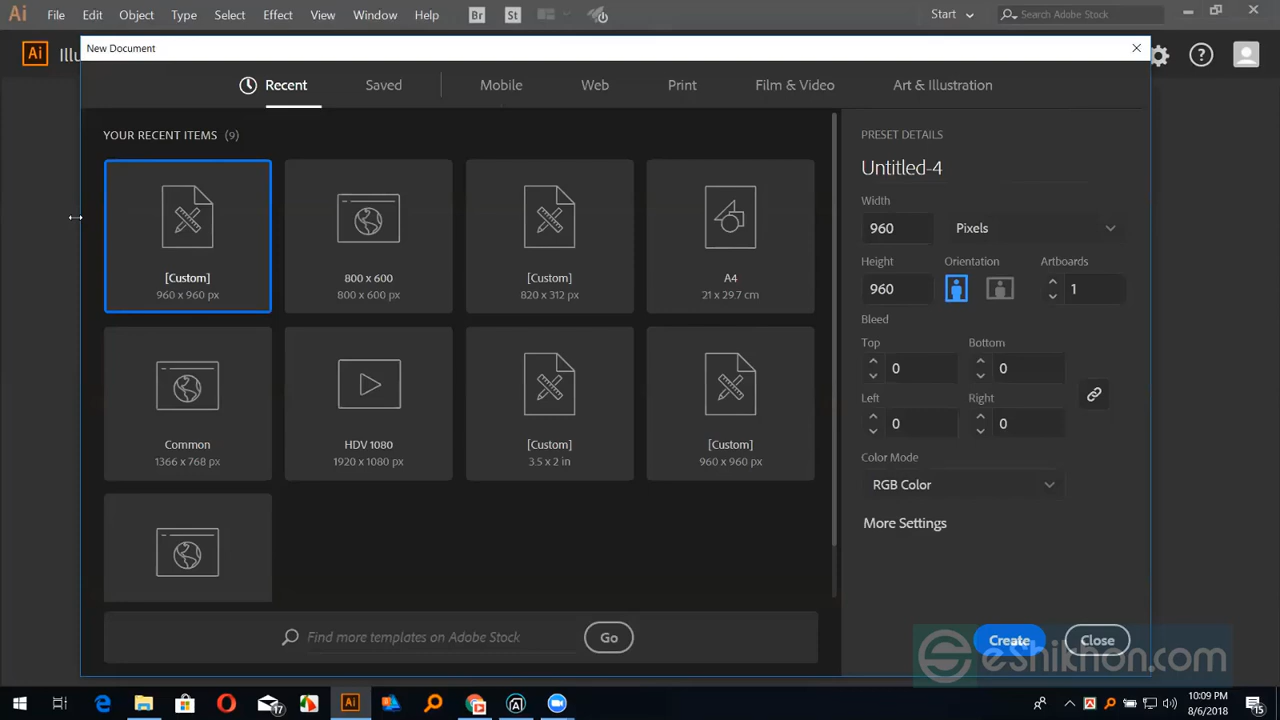 Ai File Edit Object Type Select Effect View Window Help Br St Start Search Adobe Stock
New Document
Ai Illu
Recent Saved Mobile Web Print Film & Video Art & Illustration
YOUR RECENT ITEMS (9)
[Custom]
960 x 960 px
800 x 600
800 x 600 px
[Custom]
820 x 312 px
A4
21 x 29.7 cm
Common
1366 x 768 px
HDV 1080
1920 x 1080 px
[Custom]
3.5 x 2 in
[Custom]
960 x 960 px
Find more templates on Adobe Stock Go
PRESET DETAILS
Untitled-4
Width
960 Pixels
Height Orientation Artboards
960 1
Bleed
Top Bottom
0 0
Left Right
0 0
Color Mode
RGB Color
More Settings
Create Close
eShikhon.com
17 Ai
10:09 PM
8/6/2018
15